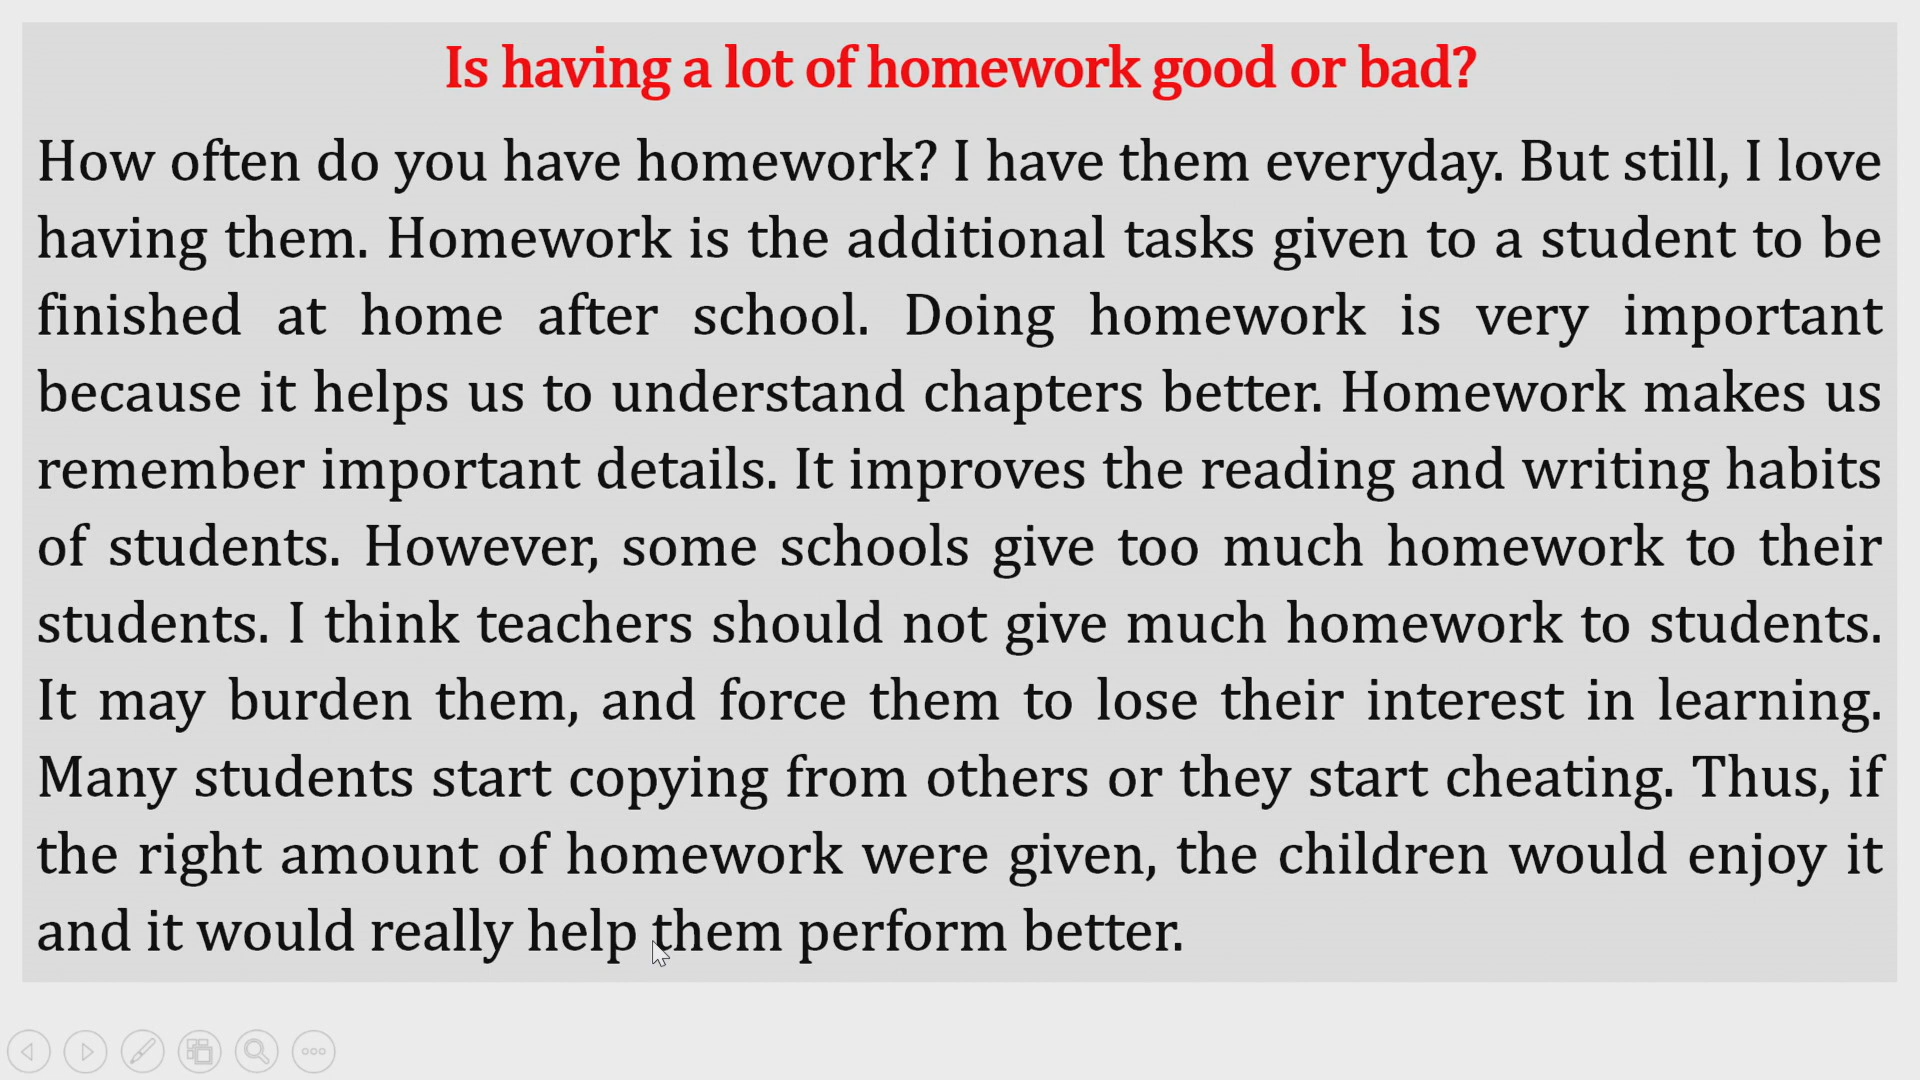 Is having a lot of homework good or bad?
How often do you have homework? I have them everyday. But still, I love
having them. Homework is the additional tasks given to a student to be
finished at home after school. Doing homework is very important
because it helps us to understand chapters better. Homework makes us
remember important details. It improves the reading and writing habits
of students. However, some schools give too much homework to their
students. I think teachers should not give much homework to students.
It may burden them, and force them to lose their interest in learning.
Many students start copying from others or they start cheating. Thus, if
the right amount of homework were given, the children would enjoy it
and it would really help them perform better.